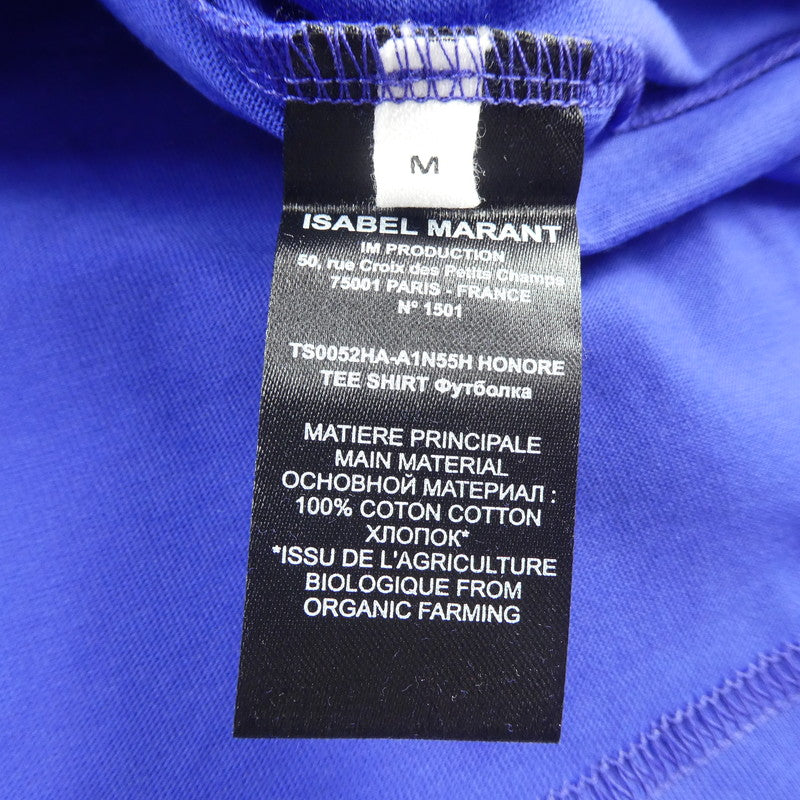 M
ISABEL MARANT
IM PRODUCTION
50, rue Croix des Petits Champs
75001 PARIS - FRANCE
N° 1501
TS0052HA-A1N55H HONORE
TEE SHIRT Футболка
MATIERE PRINCIPALE
MAIN MATERIAL
ОСНОВНОЙ МАТЕРИАЛ :
100% COTON COTTON
ХЛОПОК*
*ISSU DE L'AGRICULTURE
BIOLOGIQUE FROM
ORGANIC FARMING